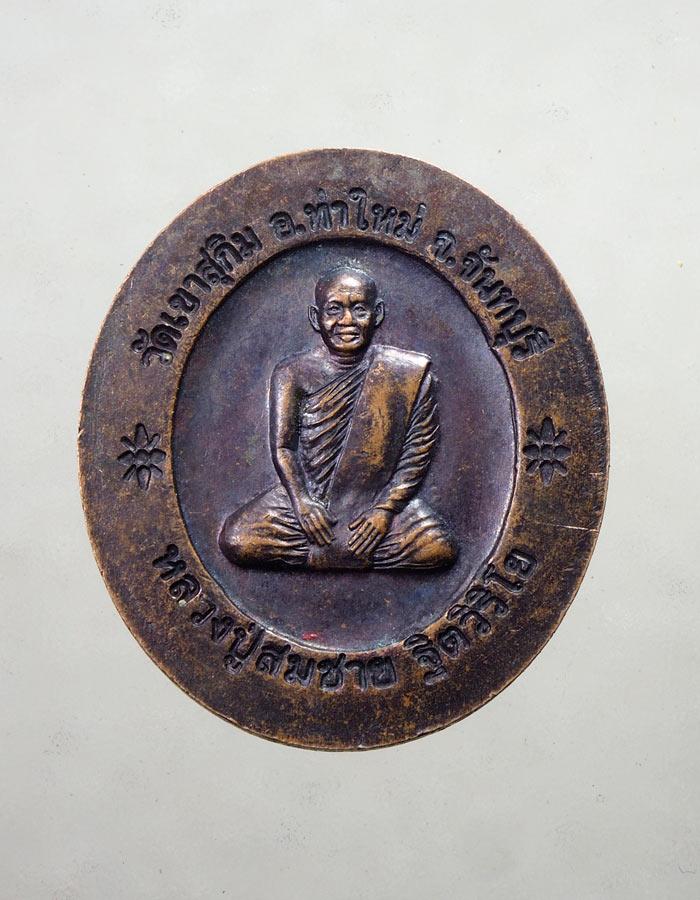 วัดเขาสุกิม อ.ท่าใหม่ จ.จันทบุรี
หลวงปู่สมชาย ฐิตวิริโย